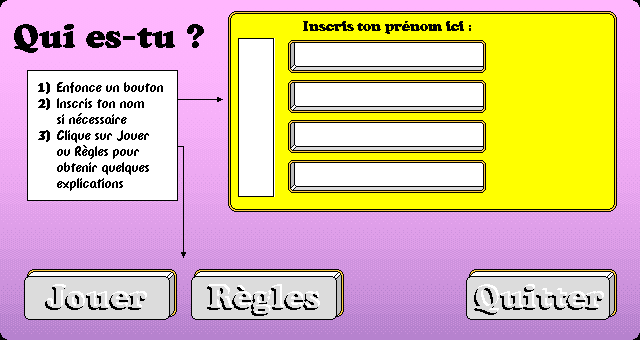 Qui es-tu ?
Inscris ton prénom ici :
1) Enfonce un bouton
2) Inscris ton nom
si nécessaire
3) Clique sur Jouer
ou Règles pour
obtenir quelques
explications
Jouer
Règles
Quitter